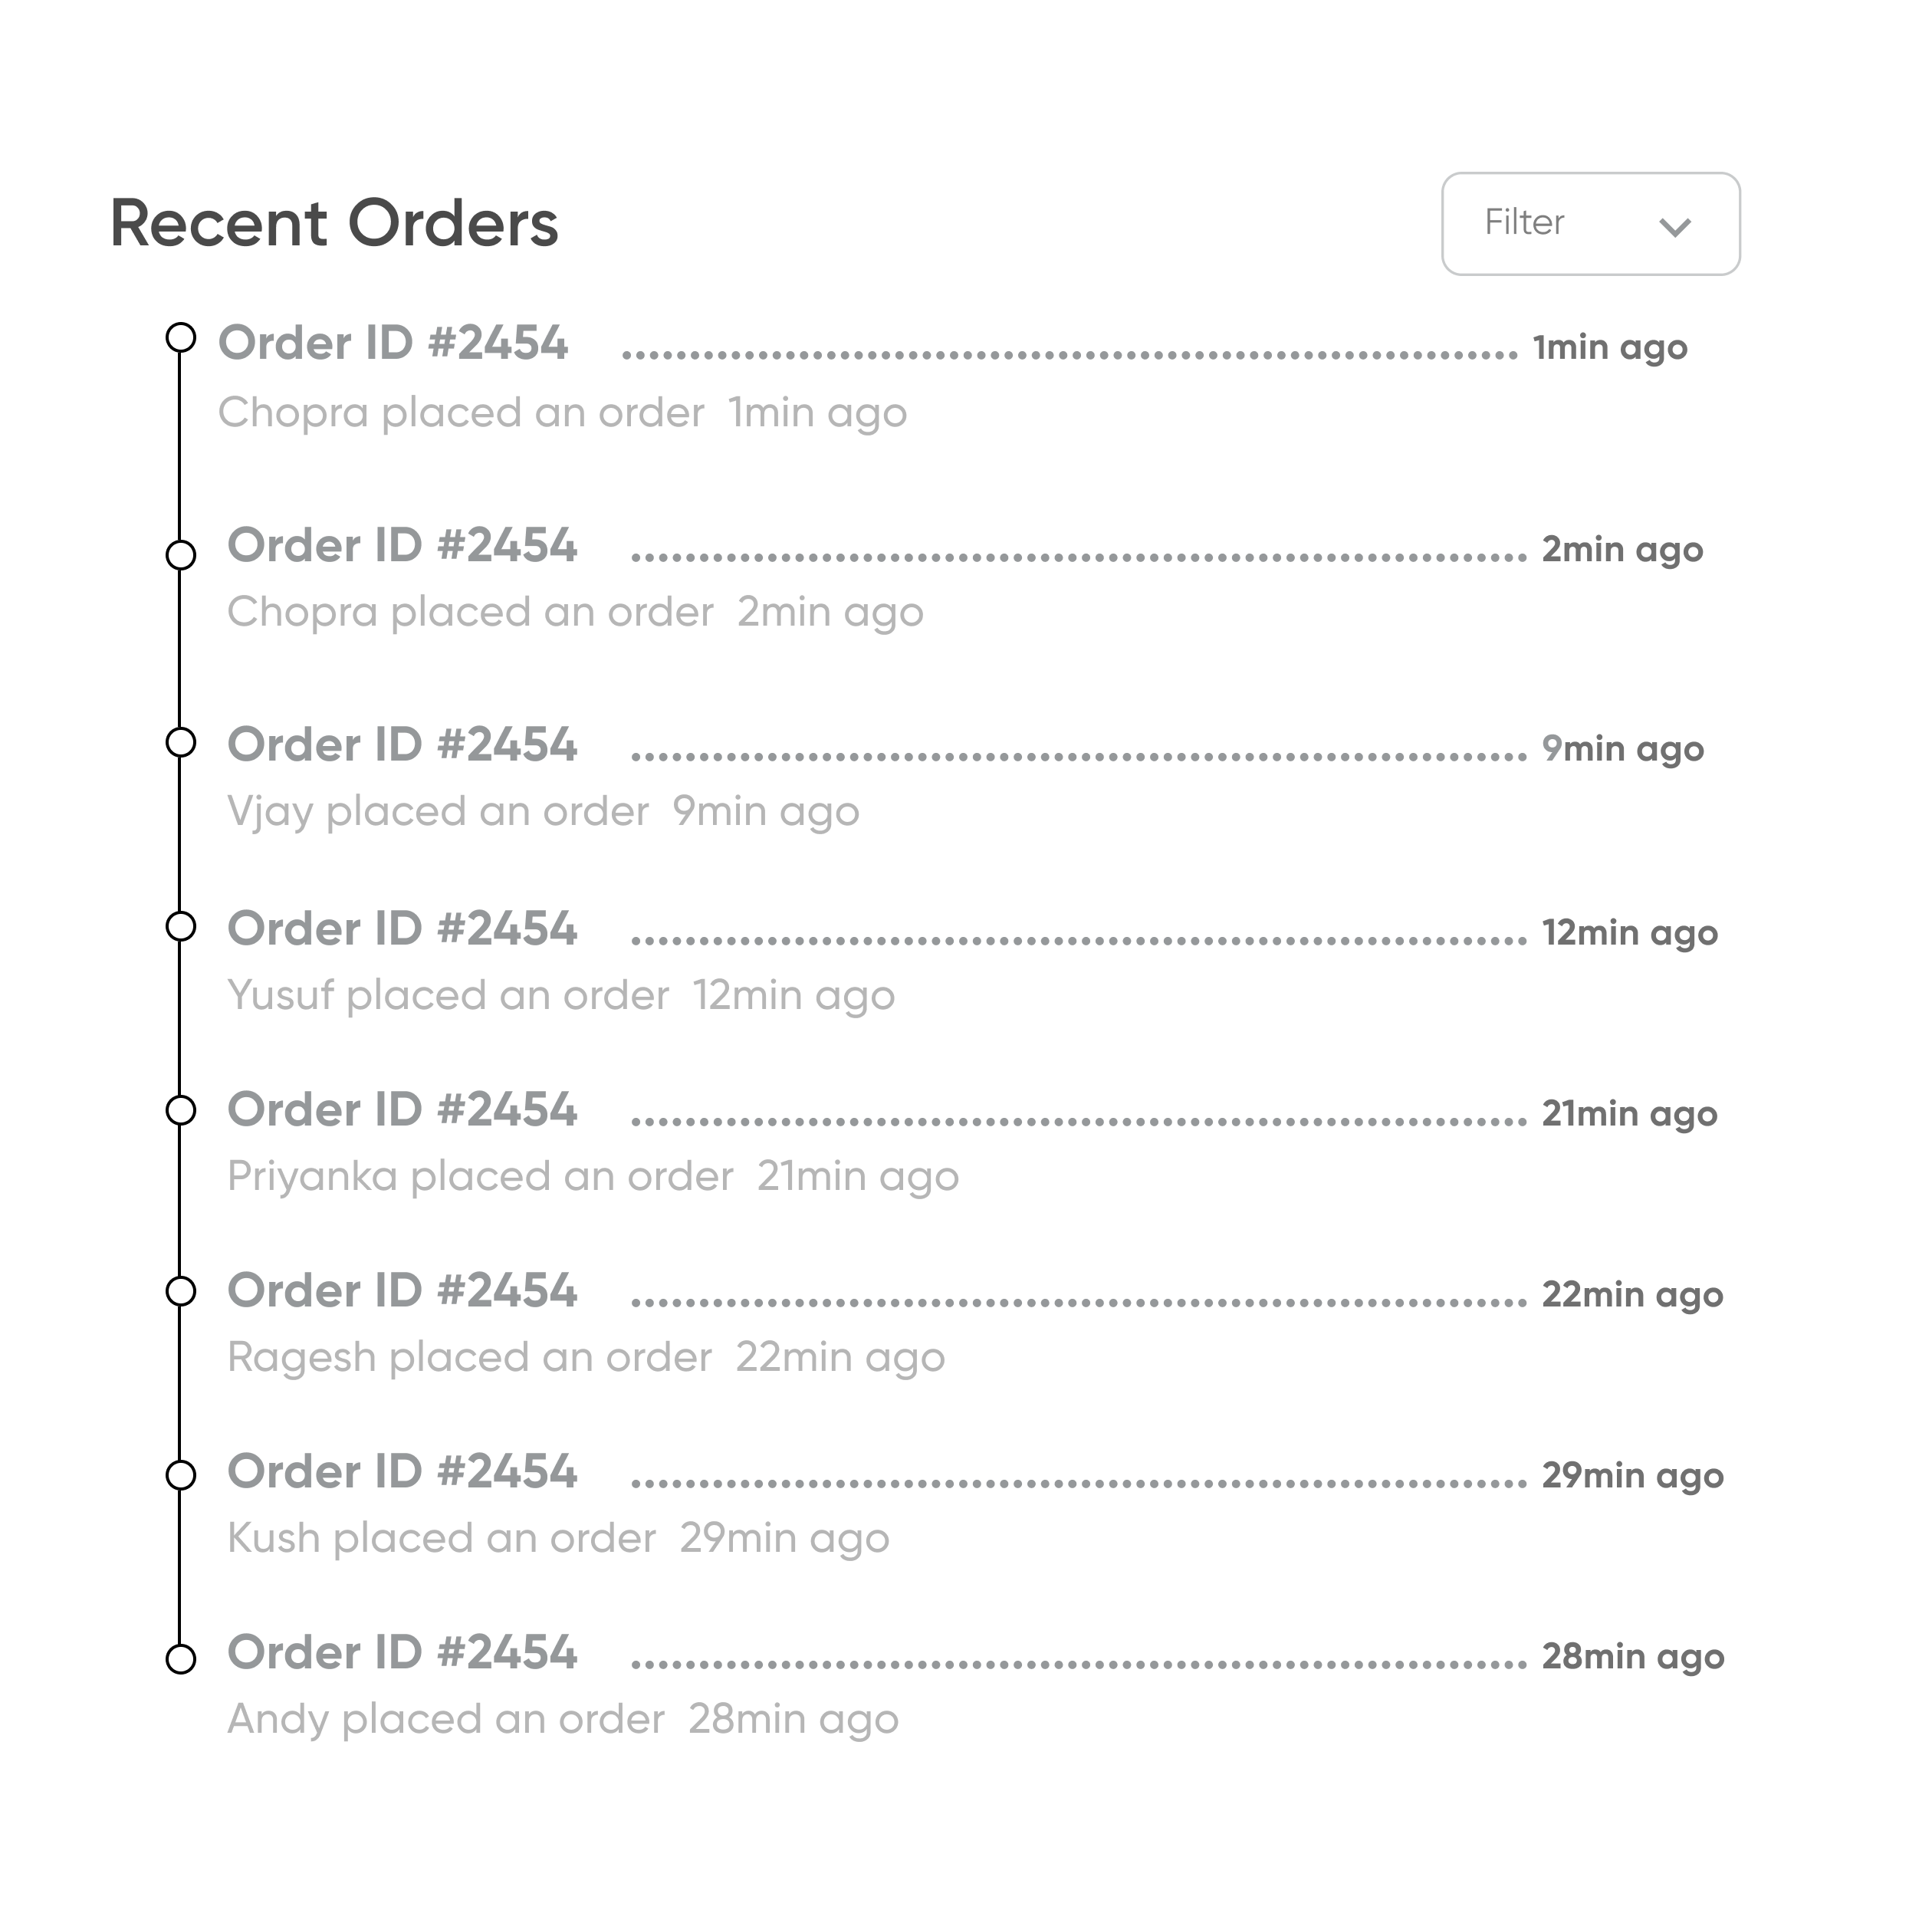 Recent Orders
Filter
Order ID #2454 1min ago
Chopra placed an order 1min ago
Order ID #2454 2min ago
Chopra placed an order 2min ago
Order ID #2454 9min ago
Vjay placed an order 9min ago
Order ID #2454 12min ago
Yusuf placed an order 12min ago
Order ID #2454 21min ago
Priyanka placed an order 21min ago
Order ID #2454 22min ago
Ragesh placed an order 22min ago
Order ID #2454 29min ago
Kush placed an order 29min ago
Order ID #2454 28min ago
Andy placed an order 28min ago